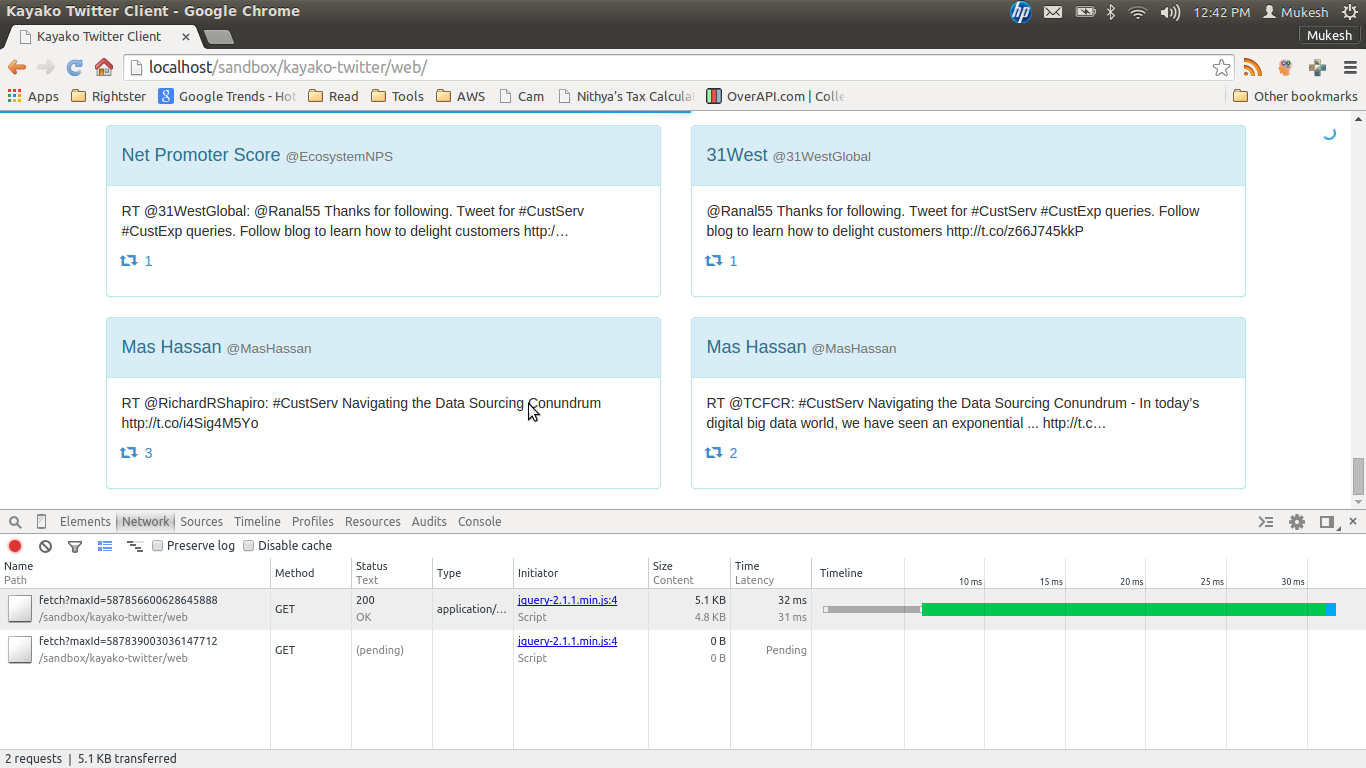 Kayako Twitter Client - Google Chrome
hp
12:42 PM
Mukesh
Kayako Twitter Client
Mukesh
localhost/sandbox/kayako-twitter/web/
Apps
Rightster
Google Trends - Hot
Read
Tools
AWS
Cam
Nithya's Tax Calcula
OverAPI.com | Colle
Other bookmarks
Net Promoter Score @EcosystemNPS
RT @31WestGlobal: @Ranal55 Thanks for following. Tweet for #CustServ
#CustExp queries. Follow blog to learn how to delight customers http:/…
1
31West @31WestGlobal
@Ranal55 Thanks for following. Tweet for #CustServ #CustExp queries. Follow
blog to learn how to delight customers http://t.co/z66J745kkP
1
Mas Hassan @MasHassan
RT @RichardRShapiro: #CustServ Navigating the Data Sourcing Conundrum
http://t.co/i4Sig4M5Yo
3
Mas Hassan @MasHassan
RT @TCFCR: #CustServ Navigating the Data Sourcing Conundrum - In today's
digital big data world, we have seen an exponential ... http://t.c…
2
Elements Network Sources Timeline Profiles Resources Audits Console
Preserve log Disable cache
Name Method Status Type Initiator Size Time Timeline
Path Text Content Latency 10 ms 15 ms 20 ms 25 ms 30 ms
fetch?maxId=587856600628645888 GET 200 application/... jquery-2.1.1.min.js:4 5.1 KB 32 ms
/sandbox/kayako-twitter/web OK Script 4.8 KB 31 ms
fetch?maxId=587839003036147712 GET (pending) jquery-2.1.1.min.js:4 0 B Pending
/sandbox/kayako-twitter/web Script 0 B
2 requests | 5.1 KB transferred